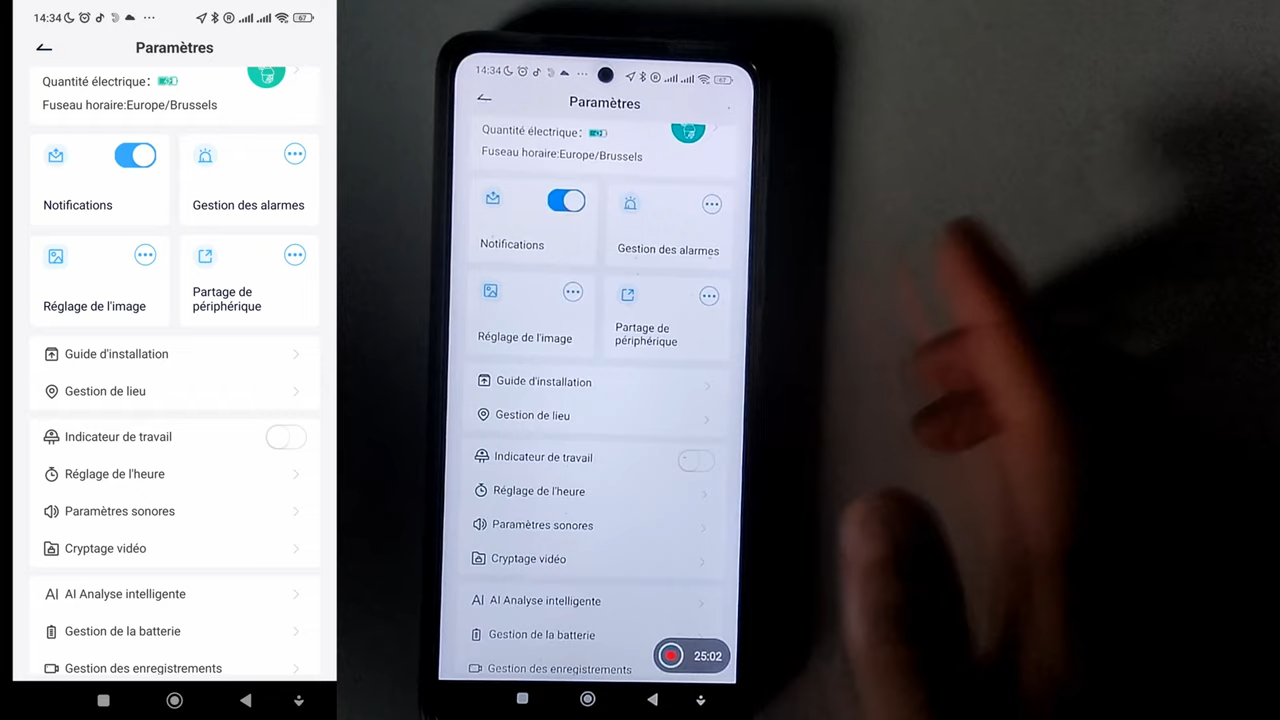 14:34
67
Paramètres
Quantité électrique:
Fuseau horaire:Europe/Brussels
Notifications
Gestion des alarmes
Réglage de l'image
Partage de
périphérique
Guide d'installation
Gestion de lieu
Indicateur de travail
Réglage de l'heure
Paramètres sonores
Cryptage vidéo
AI AI Analyse intelligente
Gestion de la batterie
Gestion des enregistrements
14:34
67
Paramètres
Quantité électrique:
Fuseau horaire:Europe/Brussels
Notifications
Gestion des alarmes
Réglage de l'image
Partage de
périphérique
Guide d'installation
Gestion de lieu
Indicateur de travail
Réglage de l'heure
Paramètres sonores
Cryptage vidéo
AI AI Analyse intelligente
Gestion de la batterie
Gestion des enregistrements
25:02